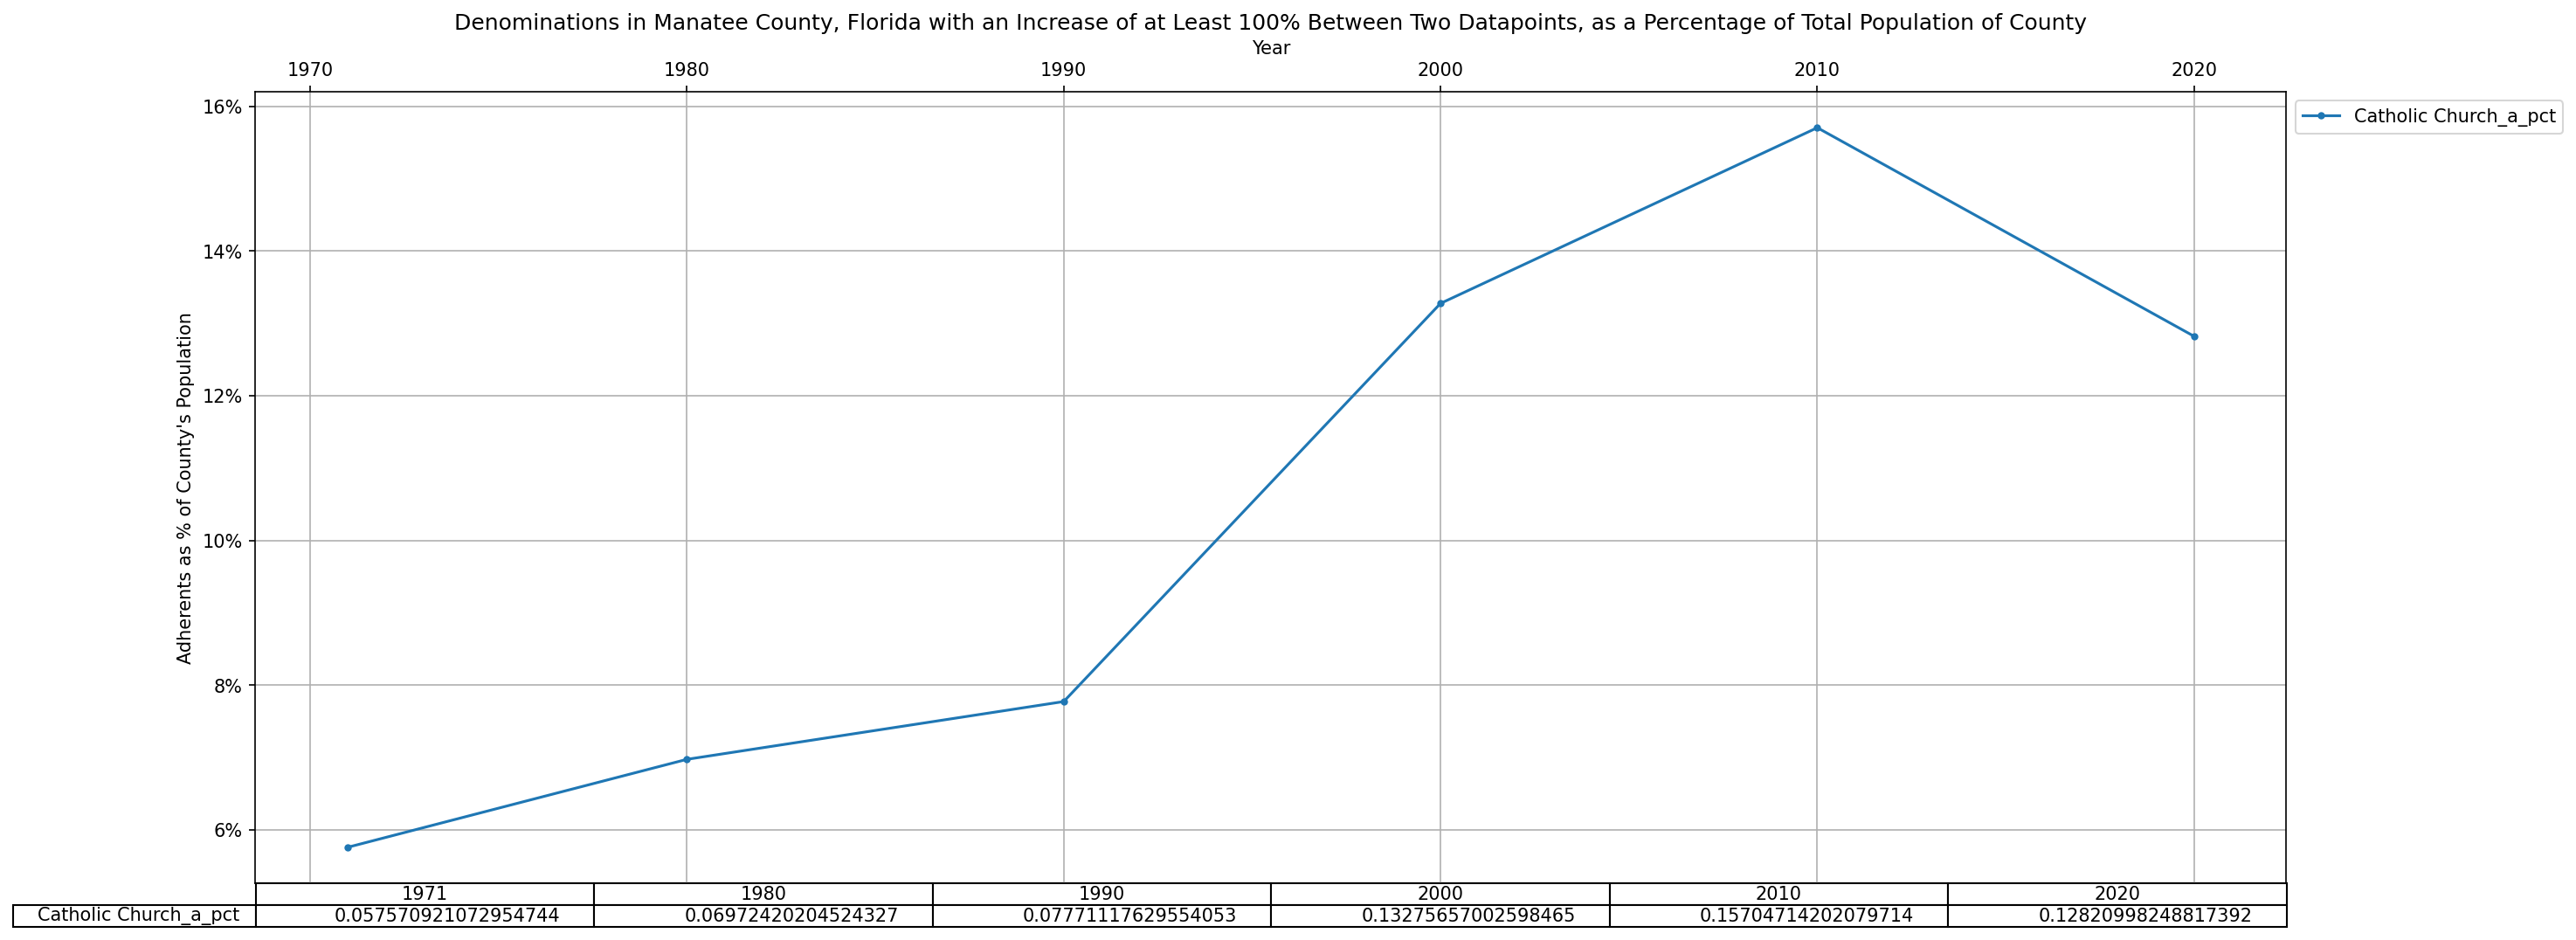 Denominations in Manatee County, Florida with an Increase of at Least 100% Between Two Datapoints, as a Percentage of Total Population of County
Year
1970 1980 1990 2000 2010 2020
Catholic Church_a_pct
16%
14%
12%
10%
8%
6%
Adherents as % of County's Population
1971 1980 1990 2000 2010 2020
Catholic Church_a_pct 0.057570921072954744 0.06972420204524327 0.07771117629554053 0.13275657002598465 0.15704714202079714 0.12820998248817392